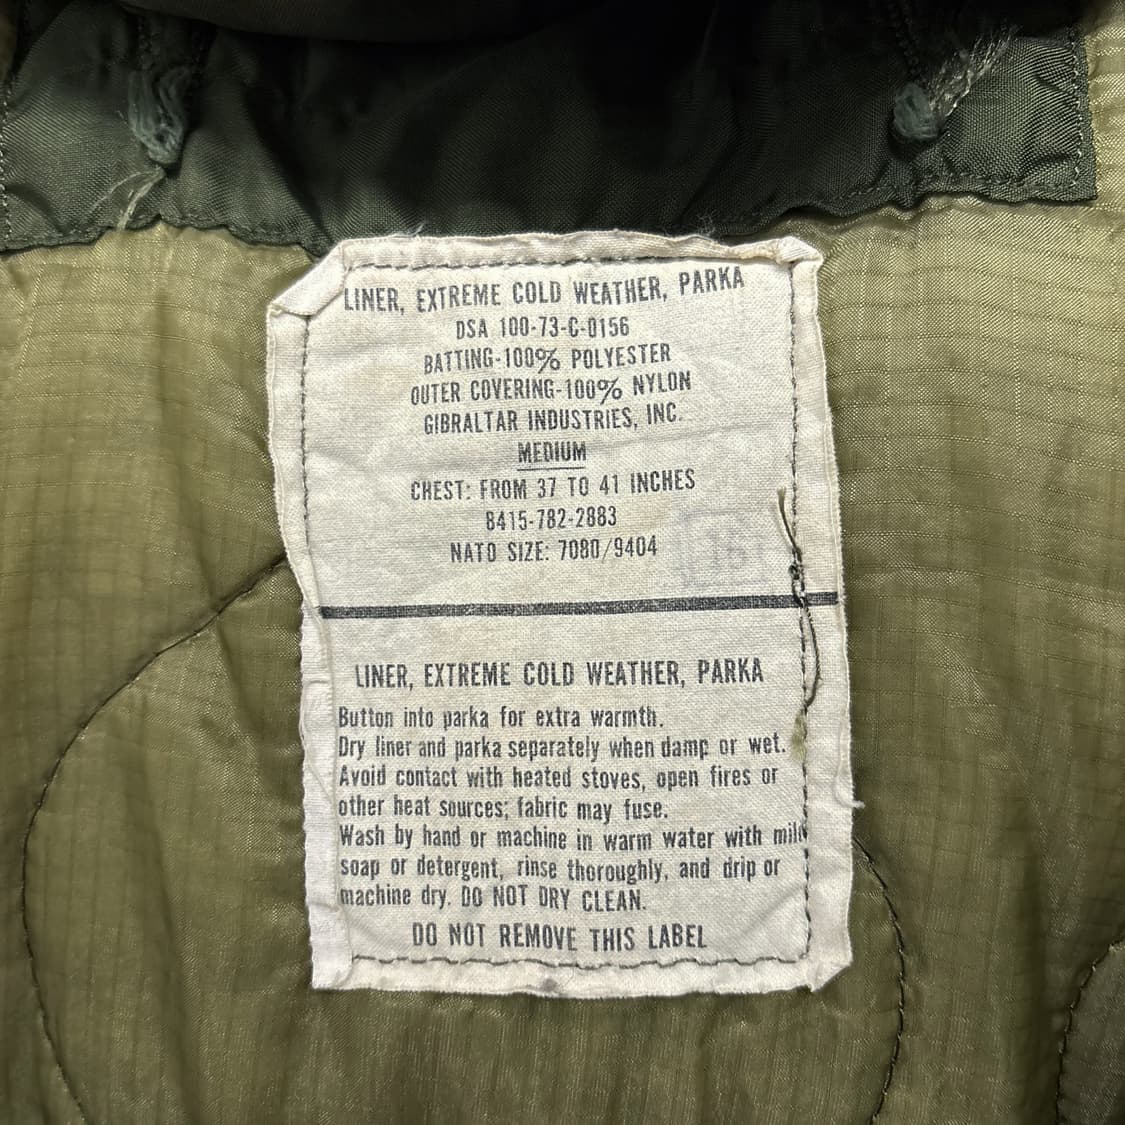 LINER, EXTREME COLD WEATHER, PARKA
DSA 100-73-C-0156
BATTING-100% POLYESTER
OUTER COVERING-100% NYLON
GIBRALTAR INDUSTRIES, INC.
MEDIUM
CHEST: FROM 37 TO 41 INCHES
8415-782-2883
NATO SIZE: 7080/9404
LINER, EXTREME COLD WEATHER, PARKA
Button into parka for extra warmth.
Dry liner and parka separately when damp or wet.
Avoid contact with heated stoves, open fires or
other heat sources; fabric may fuse.
Wash by hand or machine in warm water with mild
soap or detergent, rinse thoroughly, and drip or
machine dry. DO NOT DRY CLEAN.
DO NOT REMOVE THIS LABEL